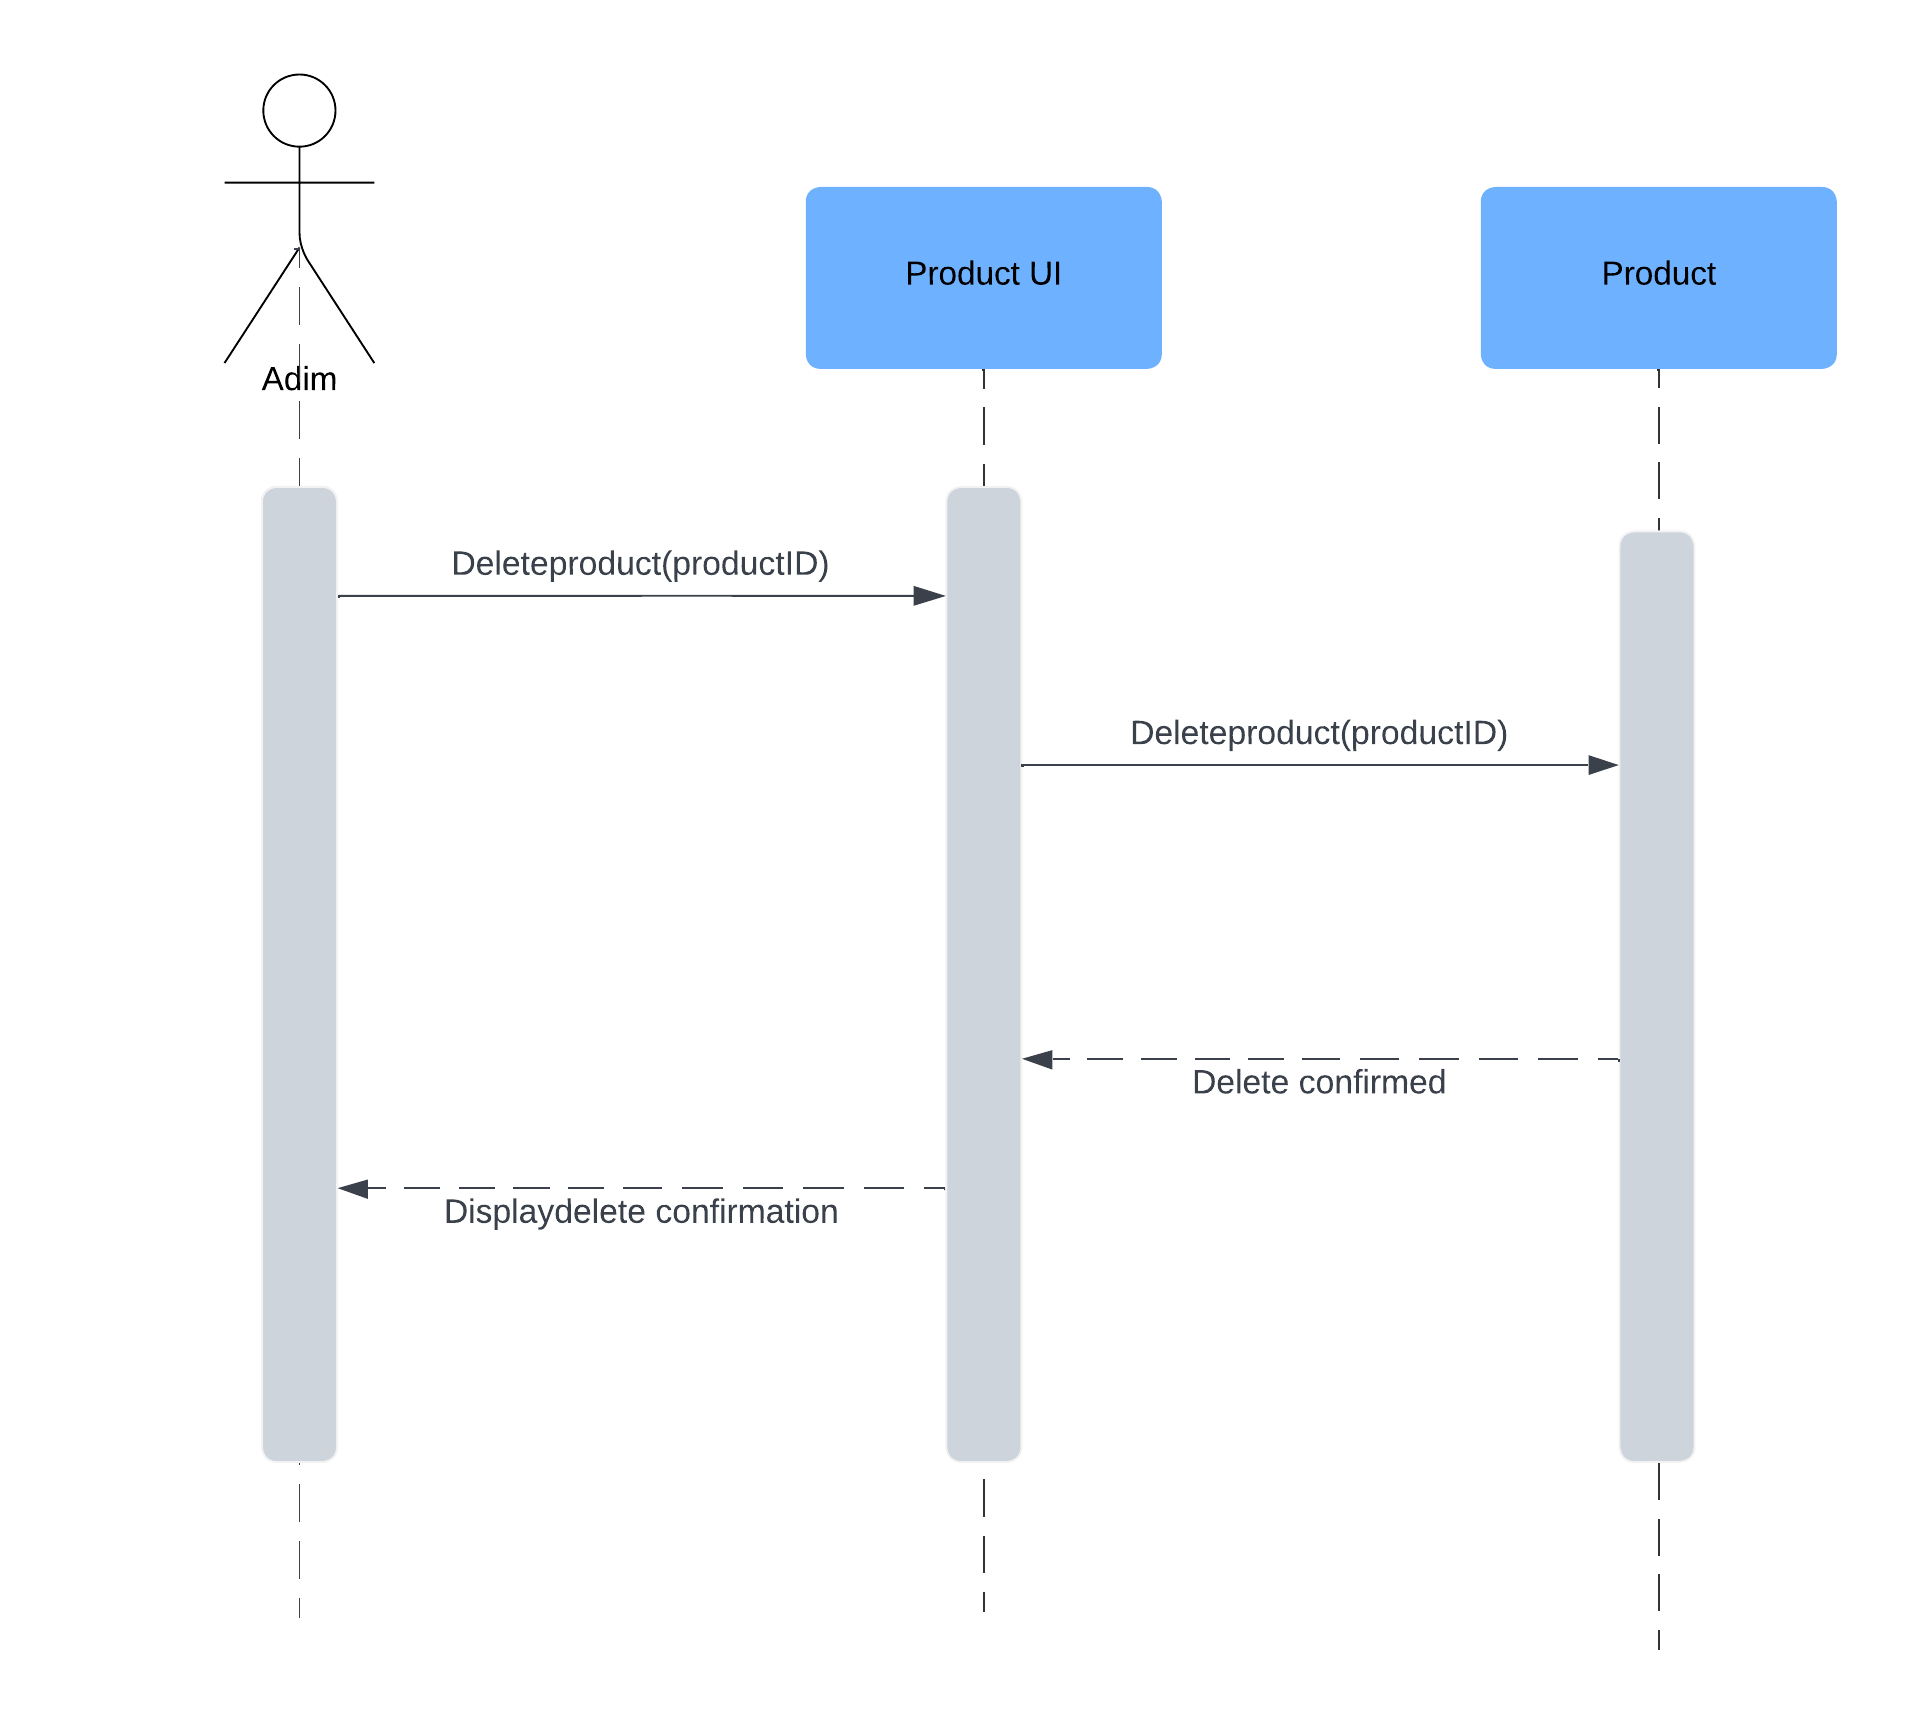 Product UI
Product
Adim
Deleteproduct(productID)
Deleteproduct(productID)
Delete confirmed
Displaydelete confirmation